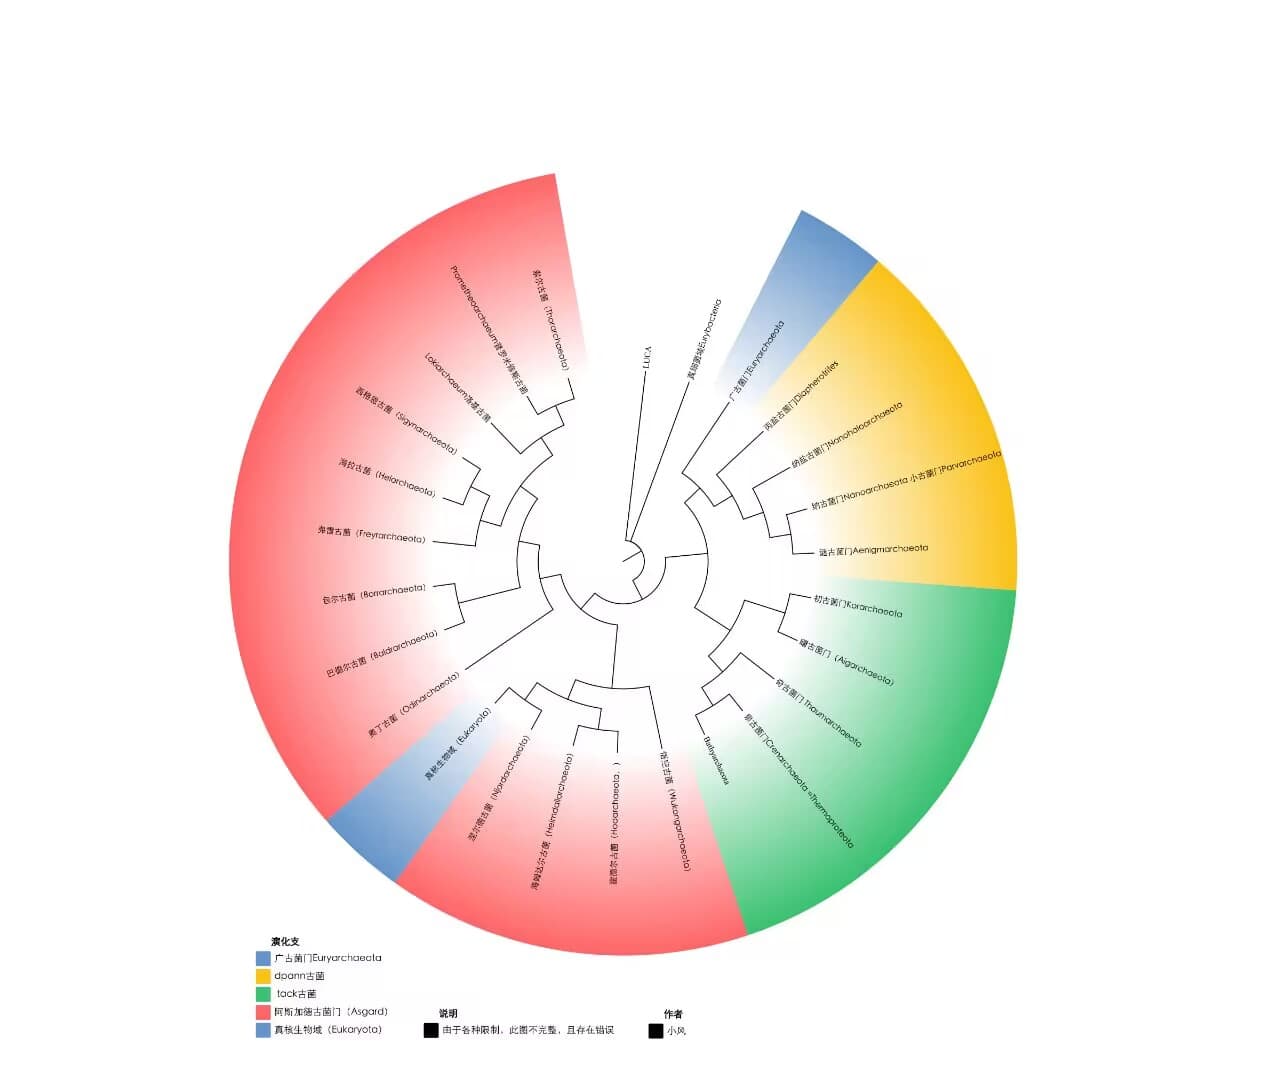 LUCA
真细菌域Eurybacteria
广古菌门Euryarchaeota
丙盐古菌门Diapherotrites
纳盐古菌门Nanohaloarchaeota
纳古菌门Nanoarchaeota 小古菌门Parvarchaeota
谜古菌门Aenigmarchaeota
初古菌门Korarchaeota
曙古菌门（Aigarchaeota）
奇古菌门 Thaumarchaeota
泉古菌门Crenarchaeota =Thermoproteota
Bathyarchaeota
悟空古菌（Wukongarchaeota）
霍德尔古菌（Hodarchaeota，）
海姆达尔古菌（Heimdallarchaeota）
涅尔德古菌（Njordarchaeota）
真核生物域（Eukaryota）
奥丁古菌（Odinarchaeota）
巴德尔古菌（Baldrarchaeota）
包尔古菌（Borrarchaeota）
弗雷古菌（Freyrarchaeota）
海拉古菌（Helarchaeota）
西格恩古菌（Sigynarchaeota）
Lokiarchaeum洛基古菌
Prometheoarchaeum普罗米修斯古菌
索尔古菌（Thorarchaeota）
演化支
广古菌门Euryarchaeota
dpann古菌
tack古菌
阿斯加德古菌门（Asgard）
真核生物域（Eukaryota）
说明
由于各种限制，此图不完整，且存在错误
作者
小风